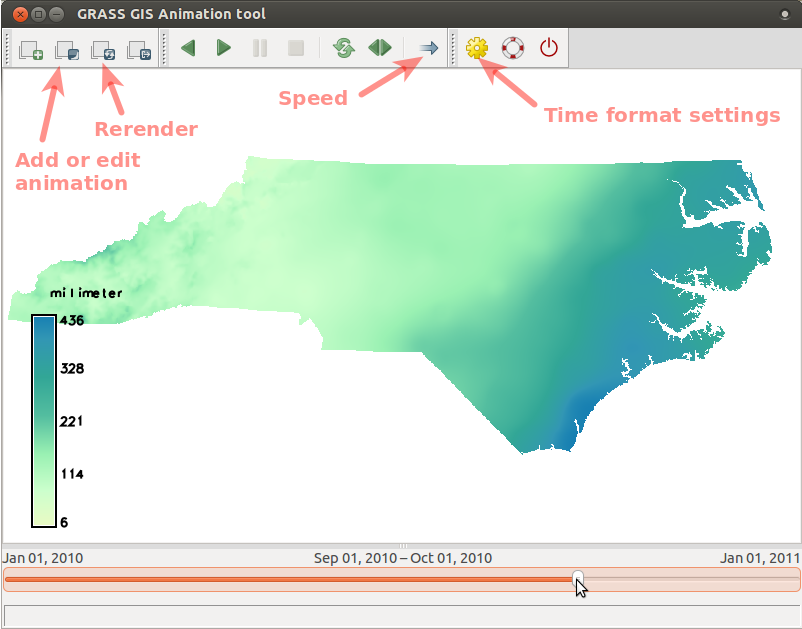 GRASS GIS Animation tool
Speed
Time format settings
Rerender
Add or edit
animation
milimeter
436
328
221
114
6
Jan 01, 2010
Sep 01, 2010 – Oct 01, 2010
Jan 01, 2011